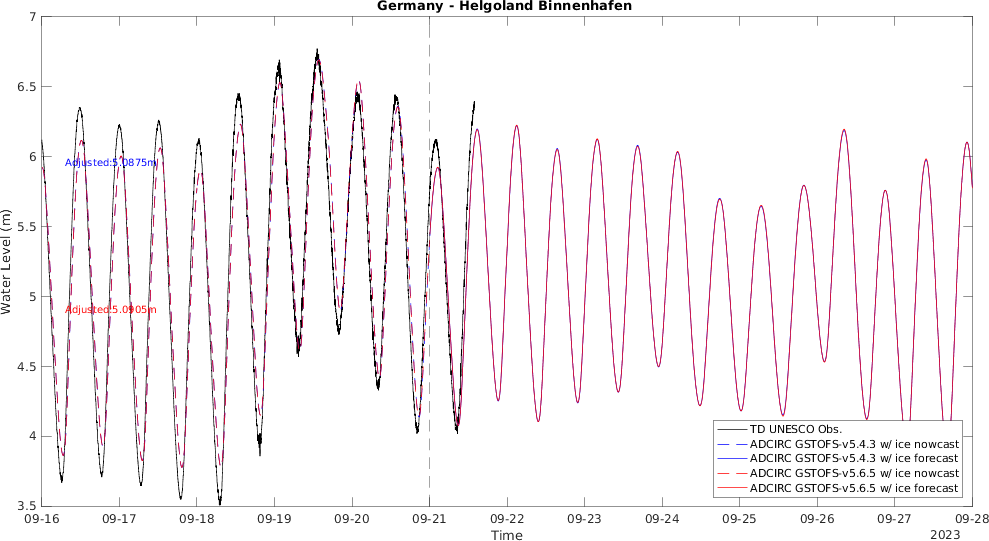 Germany - Helgoland Binnenhafen
7
6.5
6
5.5
5
4.5
4
3.5
Water Level (m)
Adjusted:5.0875m
Adjusted:5.0905m
TD UNESCO Obs.
ADCIRC GSTOFS-v5.4.3 w/ ice nowcast
ADCIRC GSTOFS-v5.4.3 w/ ice forecast
ADCIRC GSTOFS-v5.6.5 w/ ice nowcast
ADCIRC GSTOFS-v5.6.5 w/ ice forecast
09-16 09-17 09-18 09-19 09-20 09-21 09-22 09-23 09-24 09-25 09-26 09-27 09-28
Time
2023